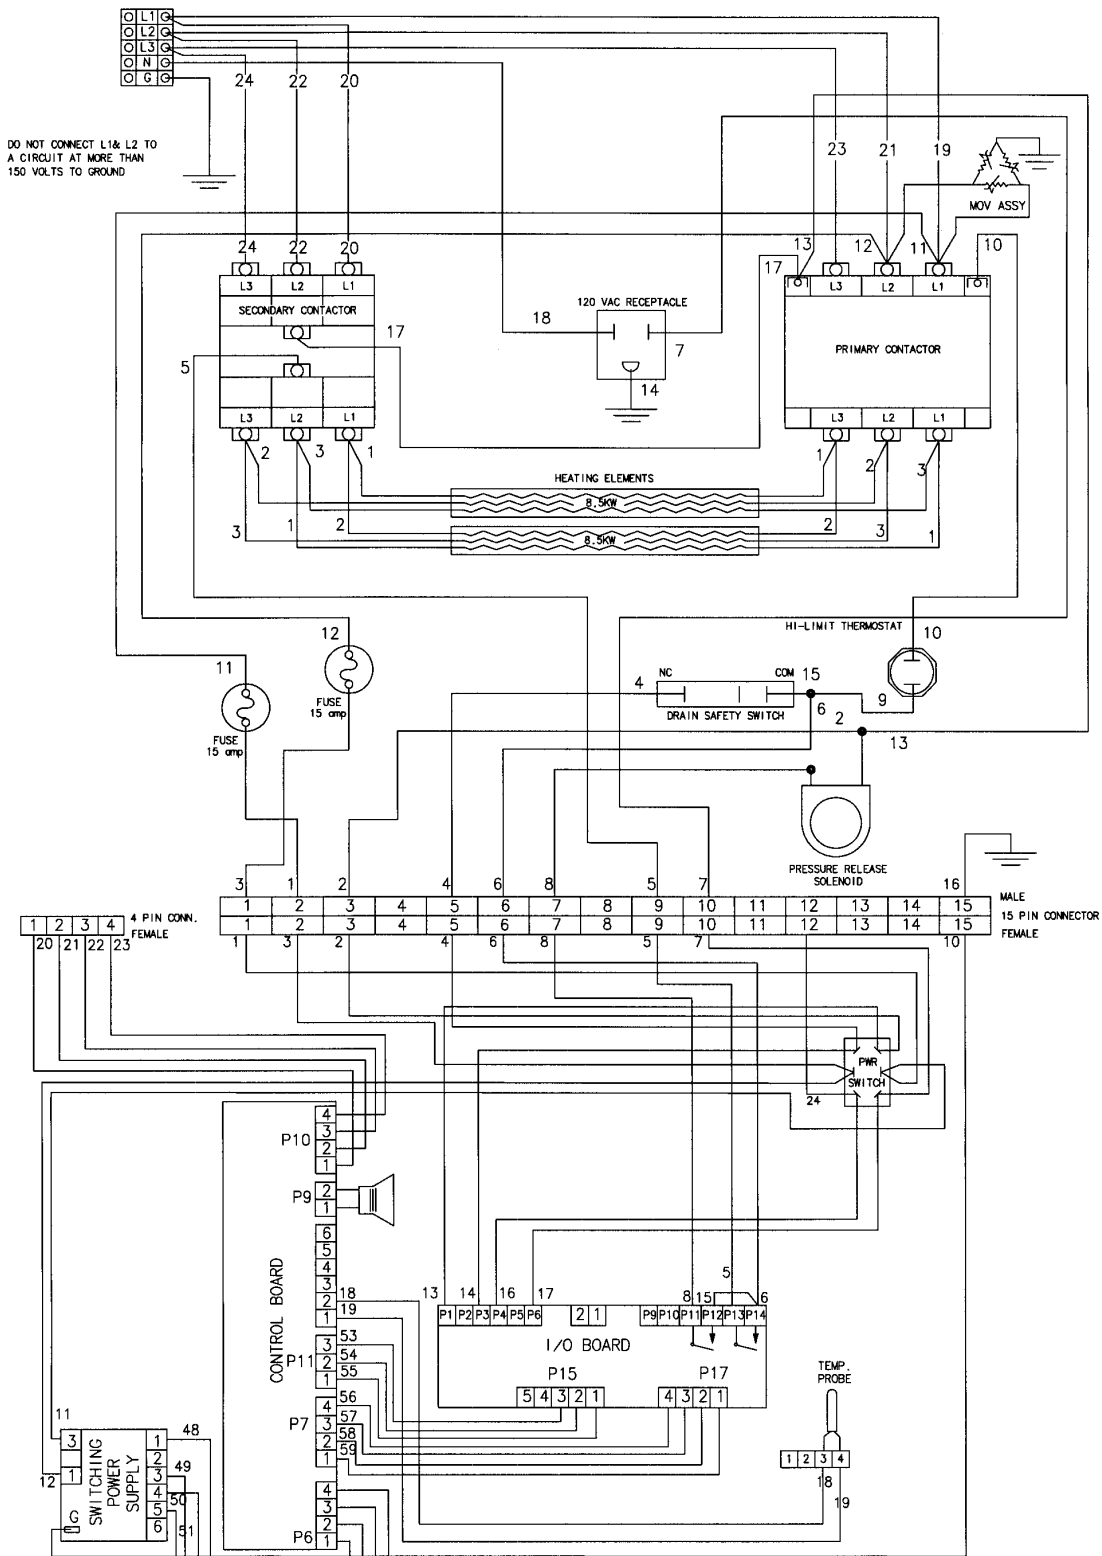 L1
L2
L3
N
G
24 22 20
DO NOT CONNECT L1& L2 TO
A CIRCUIT AT MORE THAN
150 VOLTS TO GROUND
23 21 19
MOV ASSY
24 22 20
13 12 11 10
17
L3 L2 L1
SECONDARY CONTACTOR
17
5
L3 L2 L1
120 VAC RECEPTACLE
18
7
14
L3 L2 L1
PRIMARY CONTACTOR
L3 L2 L1
2 3 1
1 2 3
HEATING ELEMENTS
8.5KW
3 1 2
8.5KW
2 3 1
12
FUSE
15 amp
11
FUSE
15 amp
HI-LIMIT THERMOSTAT
10
9
4
NC COM
15
DRAIN SAFETY SWITCH
6
2
13
PRESSURE RELEASE
SOLENOID
3 1 2 4 6 8 5 7 16
1 2 3 4 5 6 7 8 9 10 11 12 13 14 15
MALE
15 PIN CONNECTOR
1 2 3 4 5 6 7 8 9 10 11 12 13 14 15
FEMALE
1 3 2 4 6 8 5 7 10
1 2 3 4
4 PIN CONN.
FEMALE
20 21 22 23
PWR
SWITCH
24
CONTROL BOARD
P10
4
3
2
1
P9
2
1
6
5
4
3
2
1
18
19
P11
3
2
1
53
54
55
P7
4
3
2
1
56
57
58
59
P6
4
3
2
1
13 14 16 17
8 15 5 6
P1 P2 P3 P4 P5 P6
2 1
P9 P10 P11 P12 P13 P14
I/O BOARD
P15
5 4 3 2 1
P17
4 3 2 1
TEMP.
PROBE
1 2 3 4
18
19
11
12
3
1
G
SWITCHING
POWER
SUPPLY
1
2
3
4
5
6
48
49
50
51